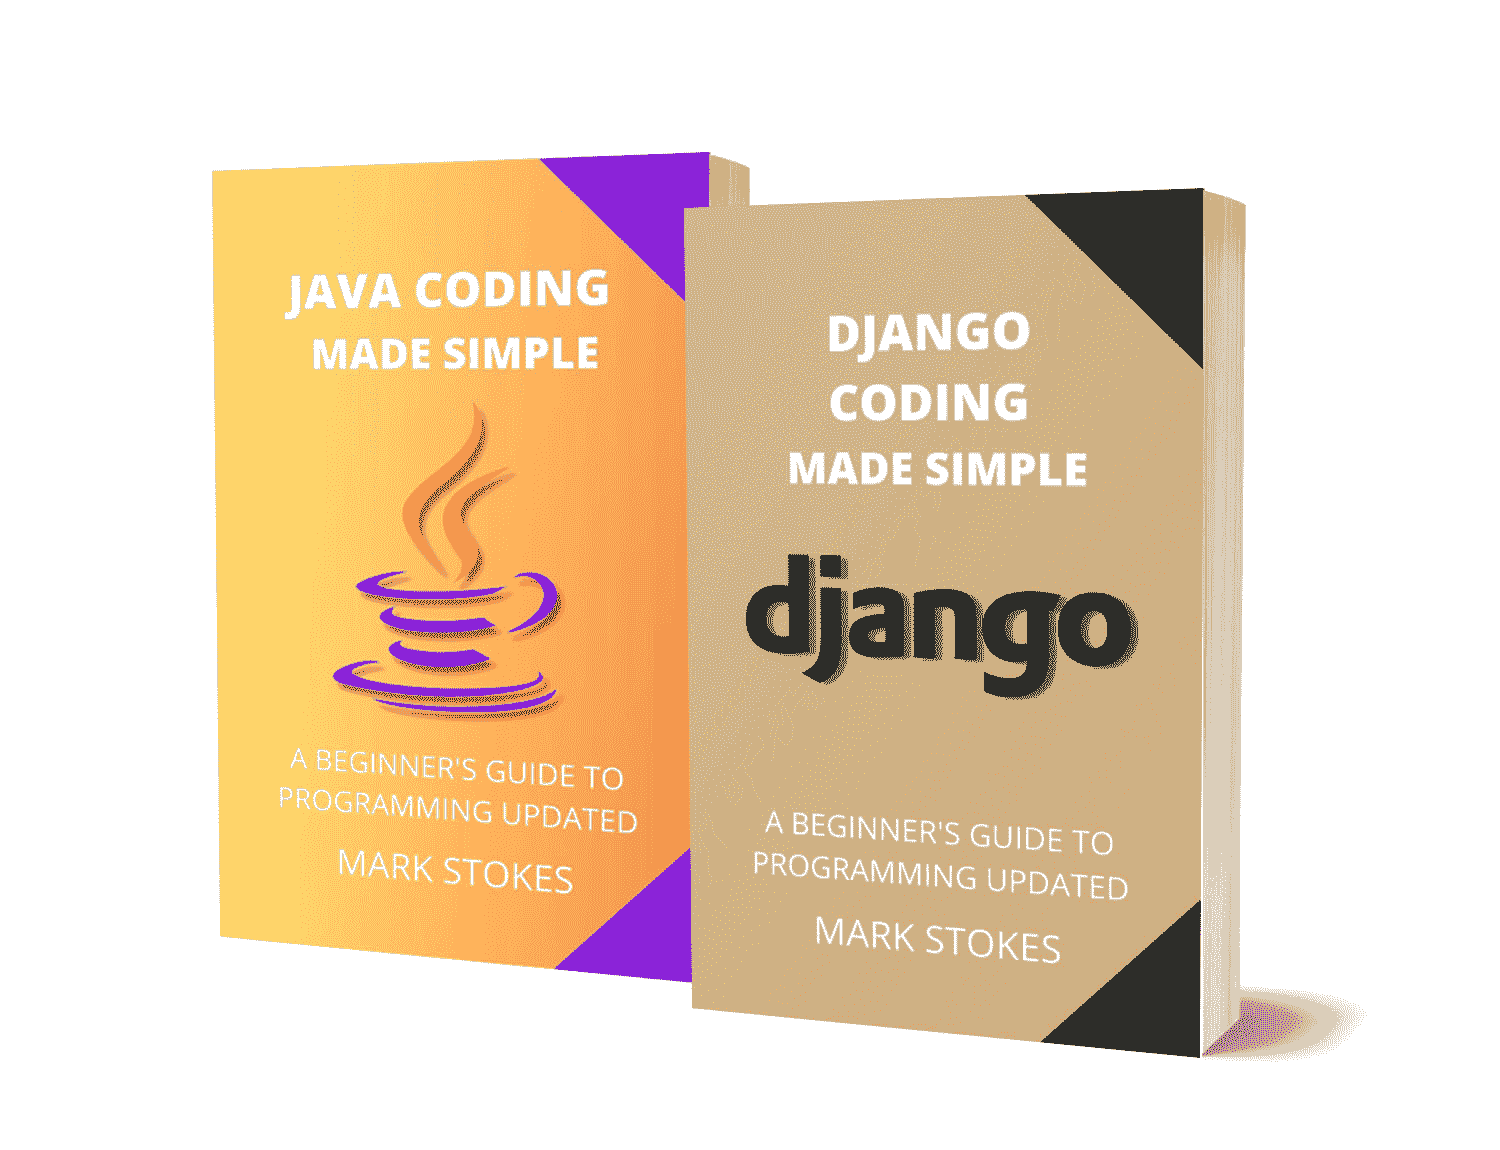 JAVA CODING
MADE SIMPLE
A BEGINNER'S GUIDE TO
PROGRAMMING UPDATED
MARK STOKES
DJANGO
CODING
MADE SIMPLE
django
A BEGINNER'S GUIDE TO
PROGRAMMING UPDATED
MARK STOKES